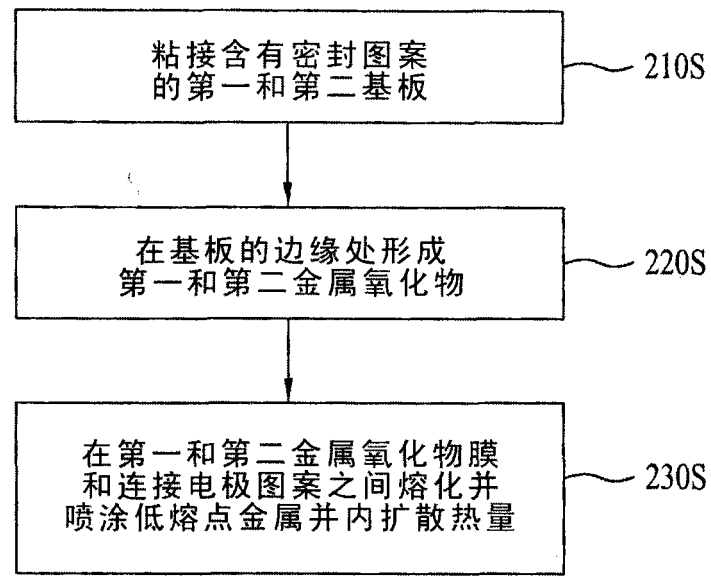 粘接含有密封图案
的第一和第二基板
210S
在基板的边缘处形成
第一和第二金属氧化物
220S
在第一和第二金属氧化物膜
和连接电极图案之间熔化并
喷涂低熔点金属并内扩散热量
230S